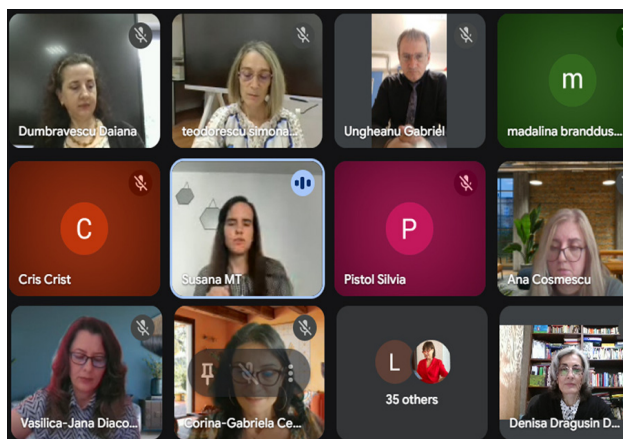 Dumbravescu Daiana
teodorescu simona...
Ungheanu Gabriel
m
madalina branddus...
C
Cris Crist
Susana MT
P
Pistol Silvia
Ana Cosmescu
Vasilica-Jana Diaco...
Corina-Gabriela Ce...
L
35 others
Denisa Dragusin D...